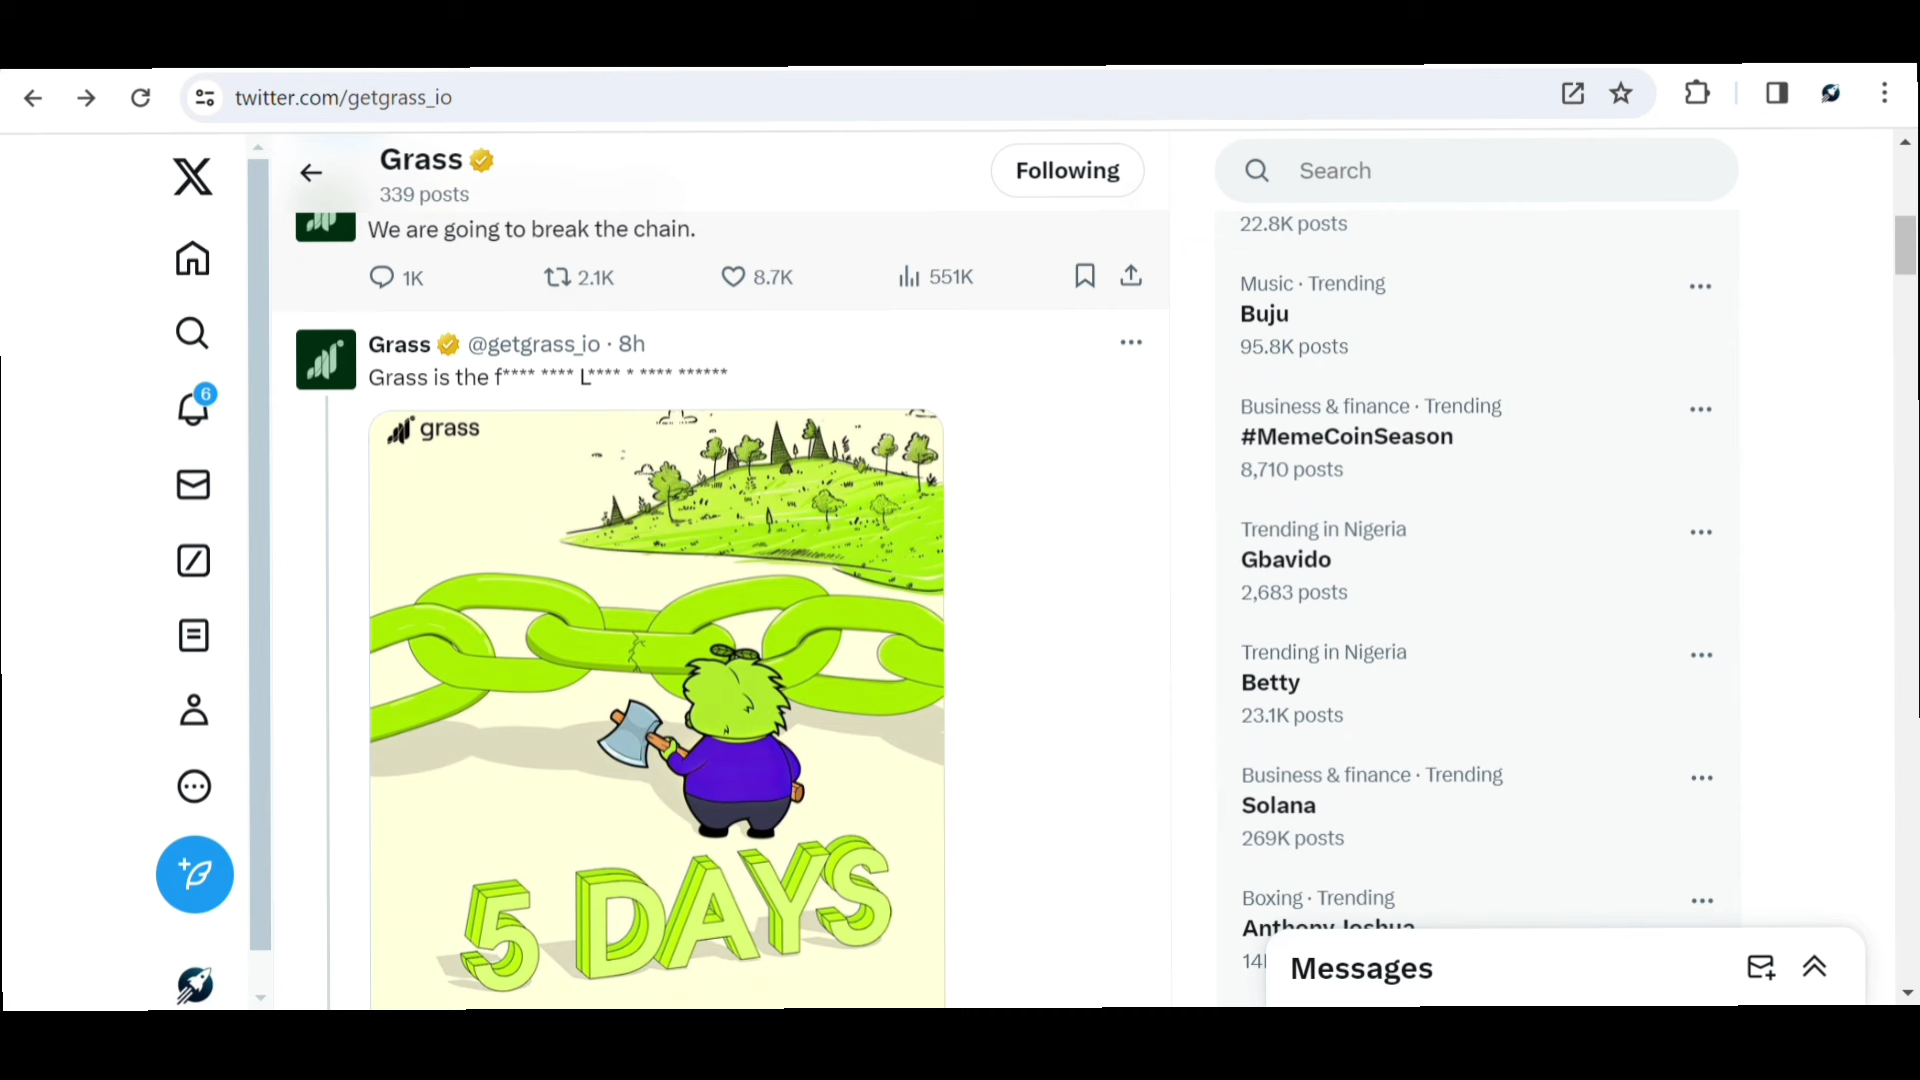 twitter.com/getgrass_io
Grass
339 posts
Following
We are going to break the chain.
1K
2.1K
8.7K
551K
Grass @getgrass_io · 8h
Grass is the f**** **** L**** * **** ******
grass
5 DAYS
6
Search
22.8K posts
Music · Trending
Buju
95.8K posts
Business & finance · Trending
#MemeCoinSeason
8,710 posts
Trending in Nigeria
Gbavido
2,683 posts
Trending in Nigeria
Betty
23.1K posts
Business & finance · Trending
Solana
269K posts
Boxing · Trending
Anthony Joshua
Messages